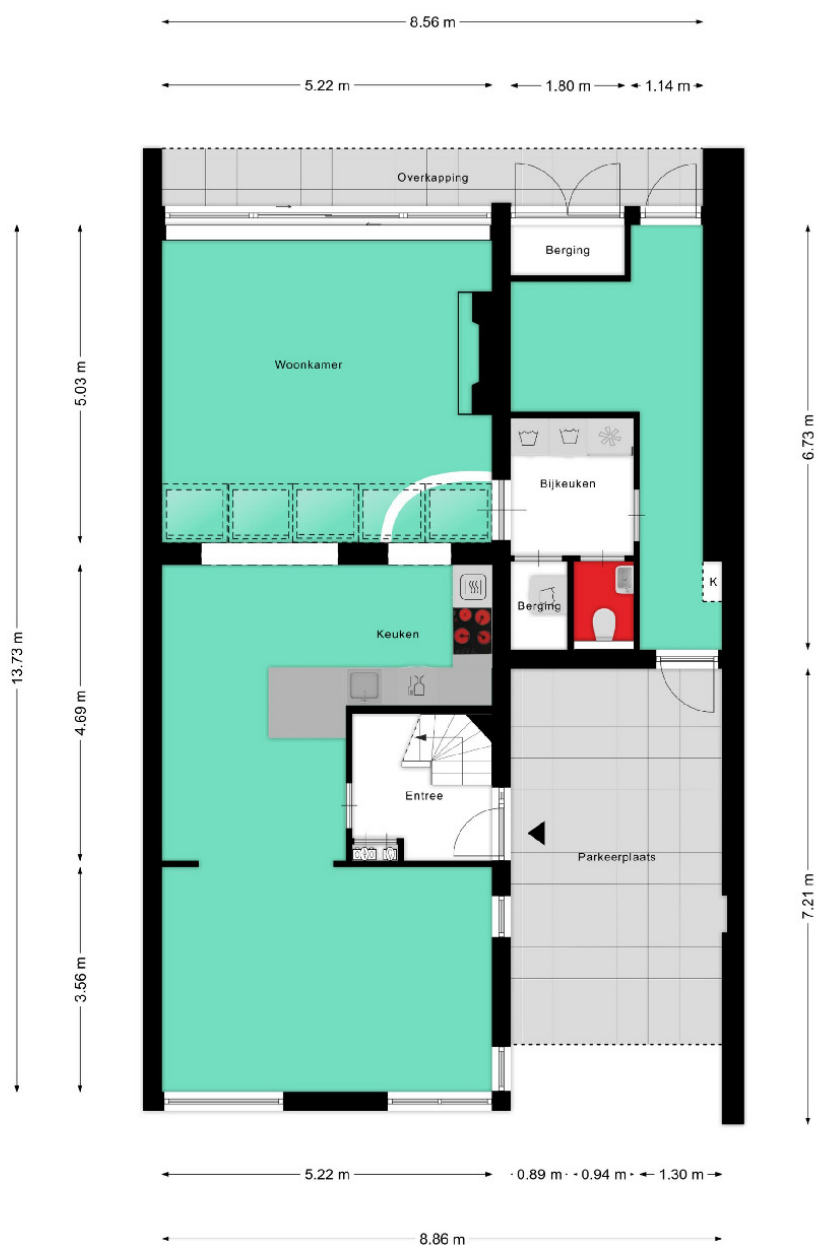 8.56 m
5.22 m
1.80 m
1.14 m
Overkapping
Berging
Woonkamer
5.03 m
6.73 m
13.73 m
Bijkeuken
K
Berging
Keuken
4.69 m
Entree
Parkeerplaats
7.21 m
3.56 m
5.22 m
0.89 m
0.94 m
1.30 m
8.86 m